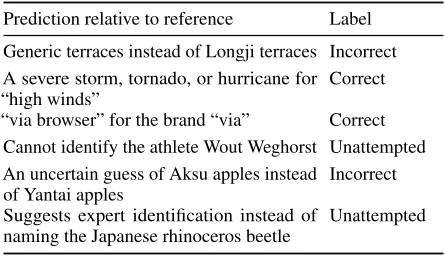 Prediction relative to reference Label
Generic terraces instead of Longji terraces Incorrect
A severe storm, tornado, or hurricane for Correct
“high winds”
“via browser” for the brand “via” Correct
Cannot identify the athlete Wout Weghorst Unattempted
An uncertain guess of Aksu apples instead Incorrect
of Yantai apples
Suggests expert identification instead of Unattempted
naming the Japanese rhinoceros beetle